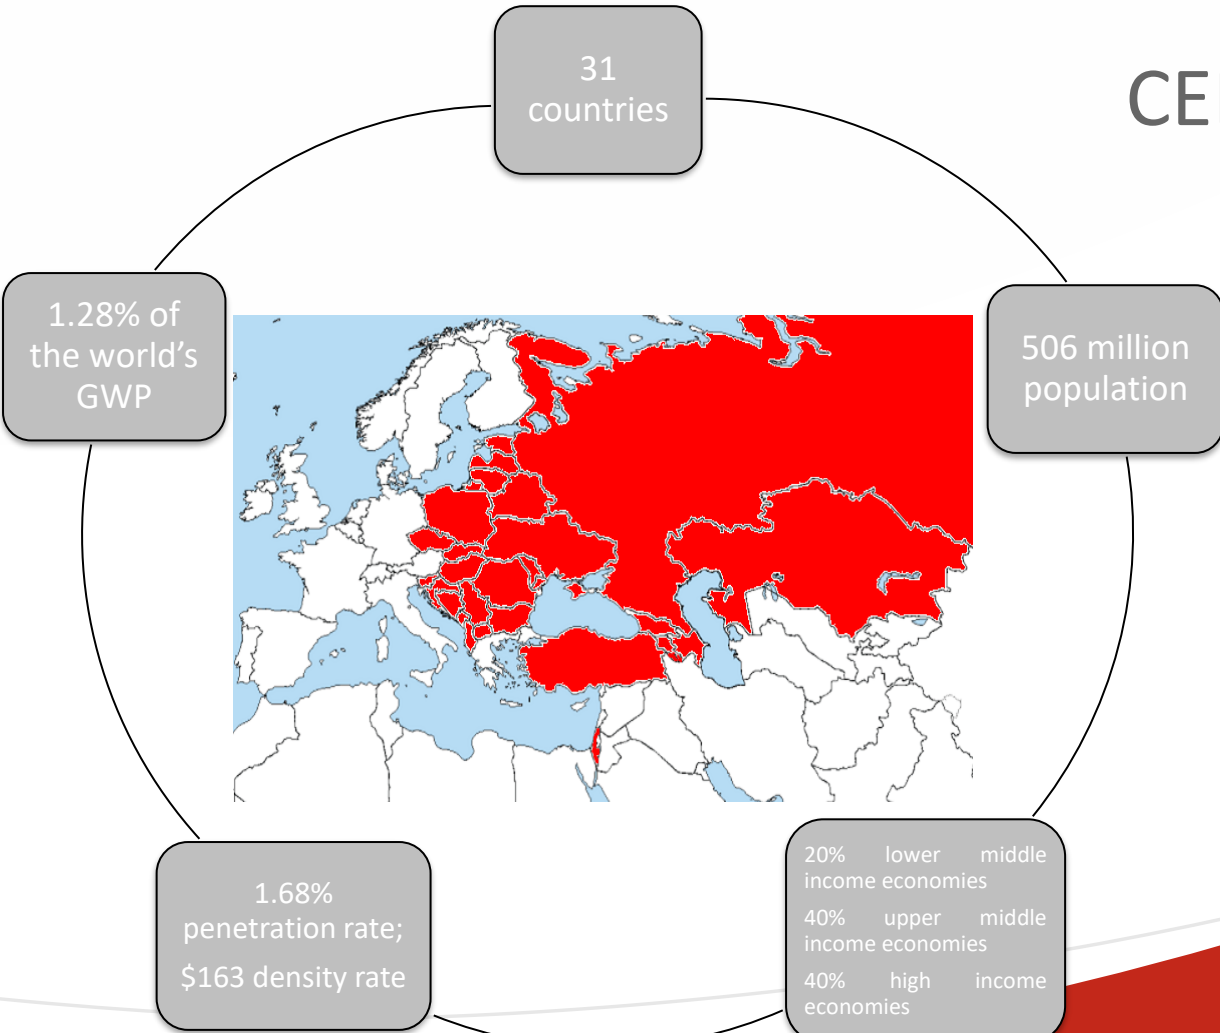 CE
31
countries
1.28% of
the world's
GWP
506 million
population
1.68%
penetration rate;
$163 density rate
20% lower middle
income economies
40% upper middle
income economies
40% high income
economies